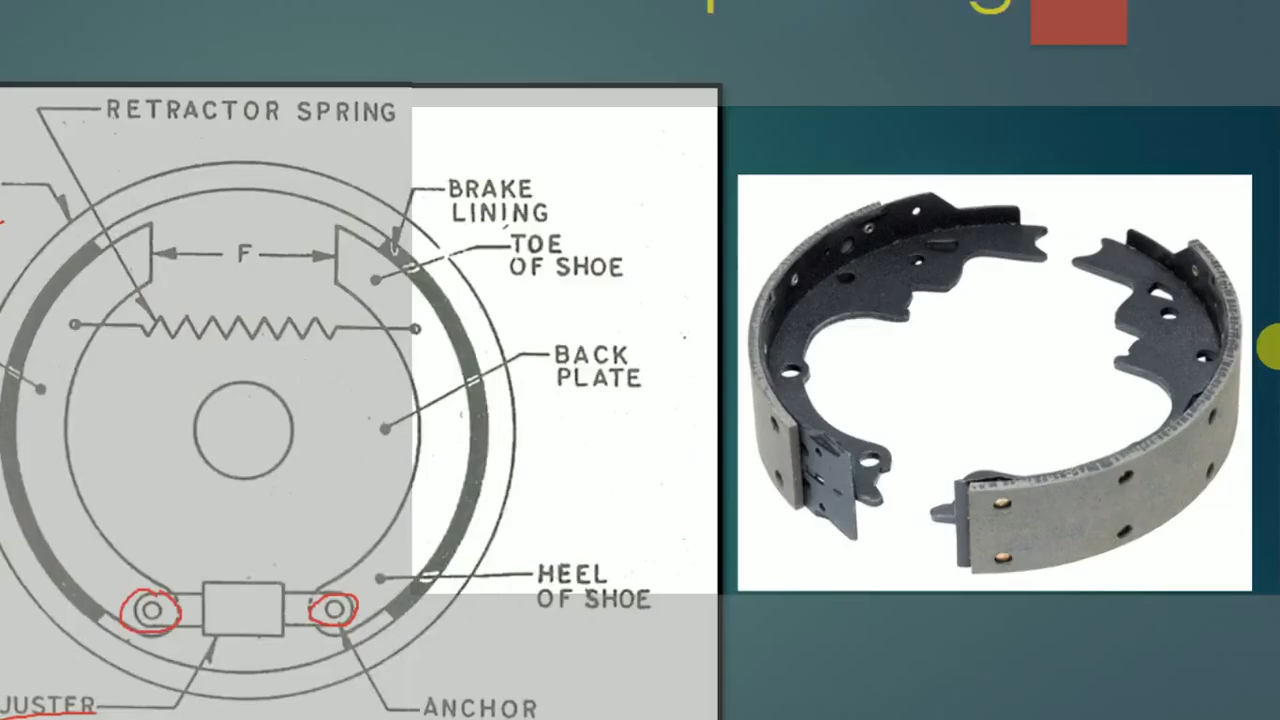 RETRACTOR SPRING
BRAKE
LINING
TOE
OF SHOE
F
BACK
PLATE
HEEL
OF SHOE
JUSTER
ANCHOR